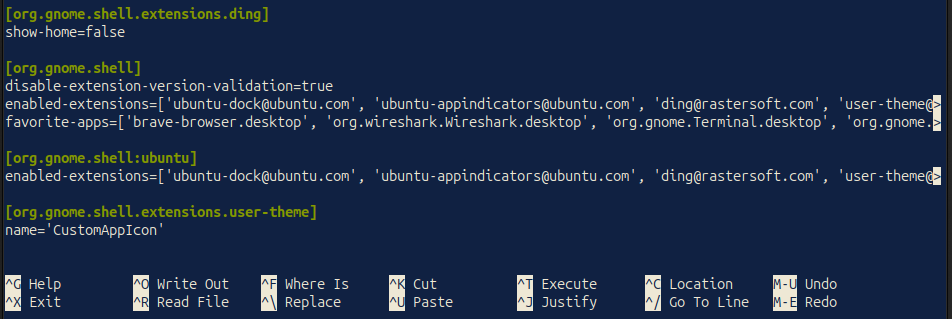 [org.gnome.shell.extensions.ding]
show-home=false
[org.gnome.shell]
disable-extension-version-validation=true
enabled-extensions=['ubuntu-dock@ubuntu.com', 'ubuntu-appindicators@ubuntu.com', 'ding@rastersoft.com', 'user-theme@>
favorite-apps=['brave-browser.desktop', 'org.wireshark.Wireshark.desktop', 'org.gnome.Terminal.desktop', 'org.gnome.>
[org.gnome.shell:ubuntu]
enabled-extensions=['ubuntu-dock@ubuntu.com', 'ubuntu-appindicators@ubuntu.com', 'ding@rastersoft.com', 'user-theme@>
[org.gnome.shell.extensions.user-theme]
name='CustomAppIcon'
^G Help ^O Write Out ^F Where Is ^K Cut ^T Execute ^C Location M-U Undo
^X Exit ^R Read File ^\ Replace ^U Paste ^J Justify ^/ Go To Line M-E Redo